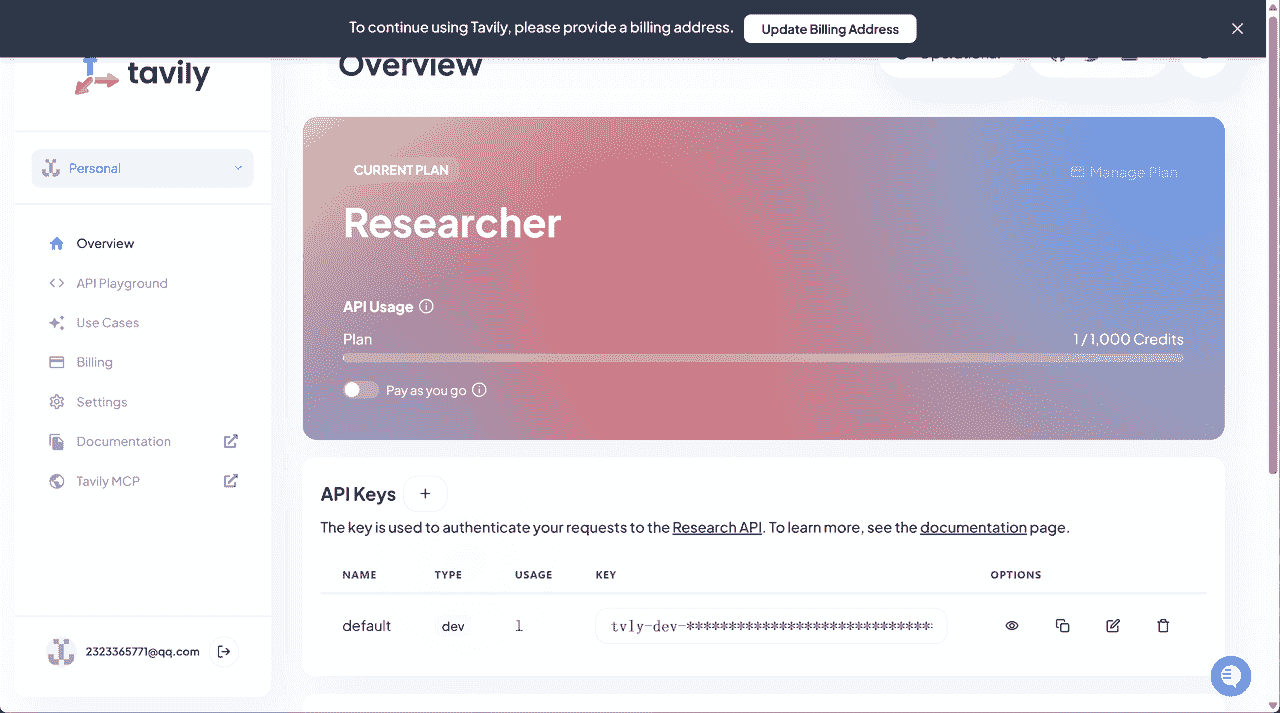 To continue using Tavily, please provide a billing address. Update Billing Address
tavily
Overview
Operational
Personal
CURRENT PLAN
Manage Plan
Researcher
Overview
API Playground
Use Cases
Billing
Settings
Documentation
Tavily MCP
API Usage
Plan 1 / 1,000 Credits
Pay as you go
API Keys +
The key is used to authenticate your requests to the Research API. To learn more, see the documentation page.
NAME TYPE USAGE KEY OPTIONS
default dev 1 tvly-dev-*****************************
2323365771@qq.com